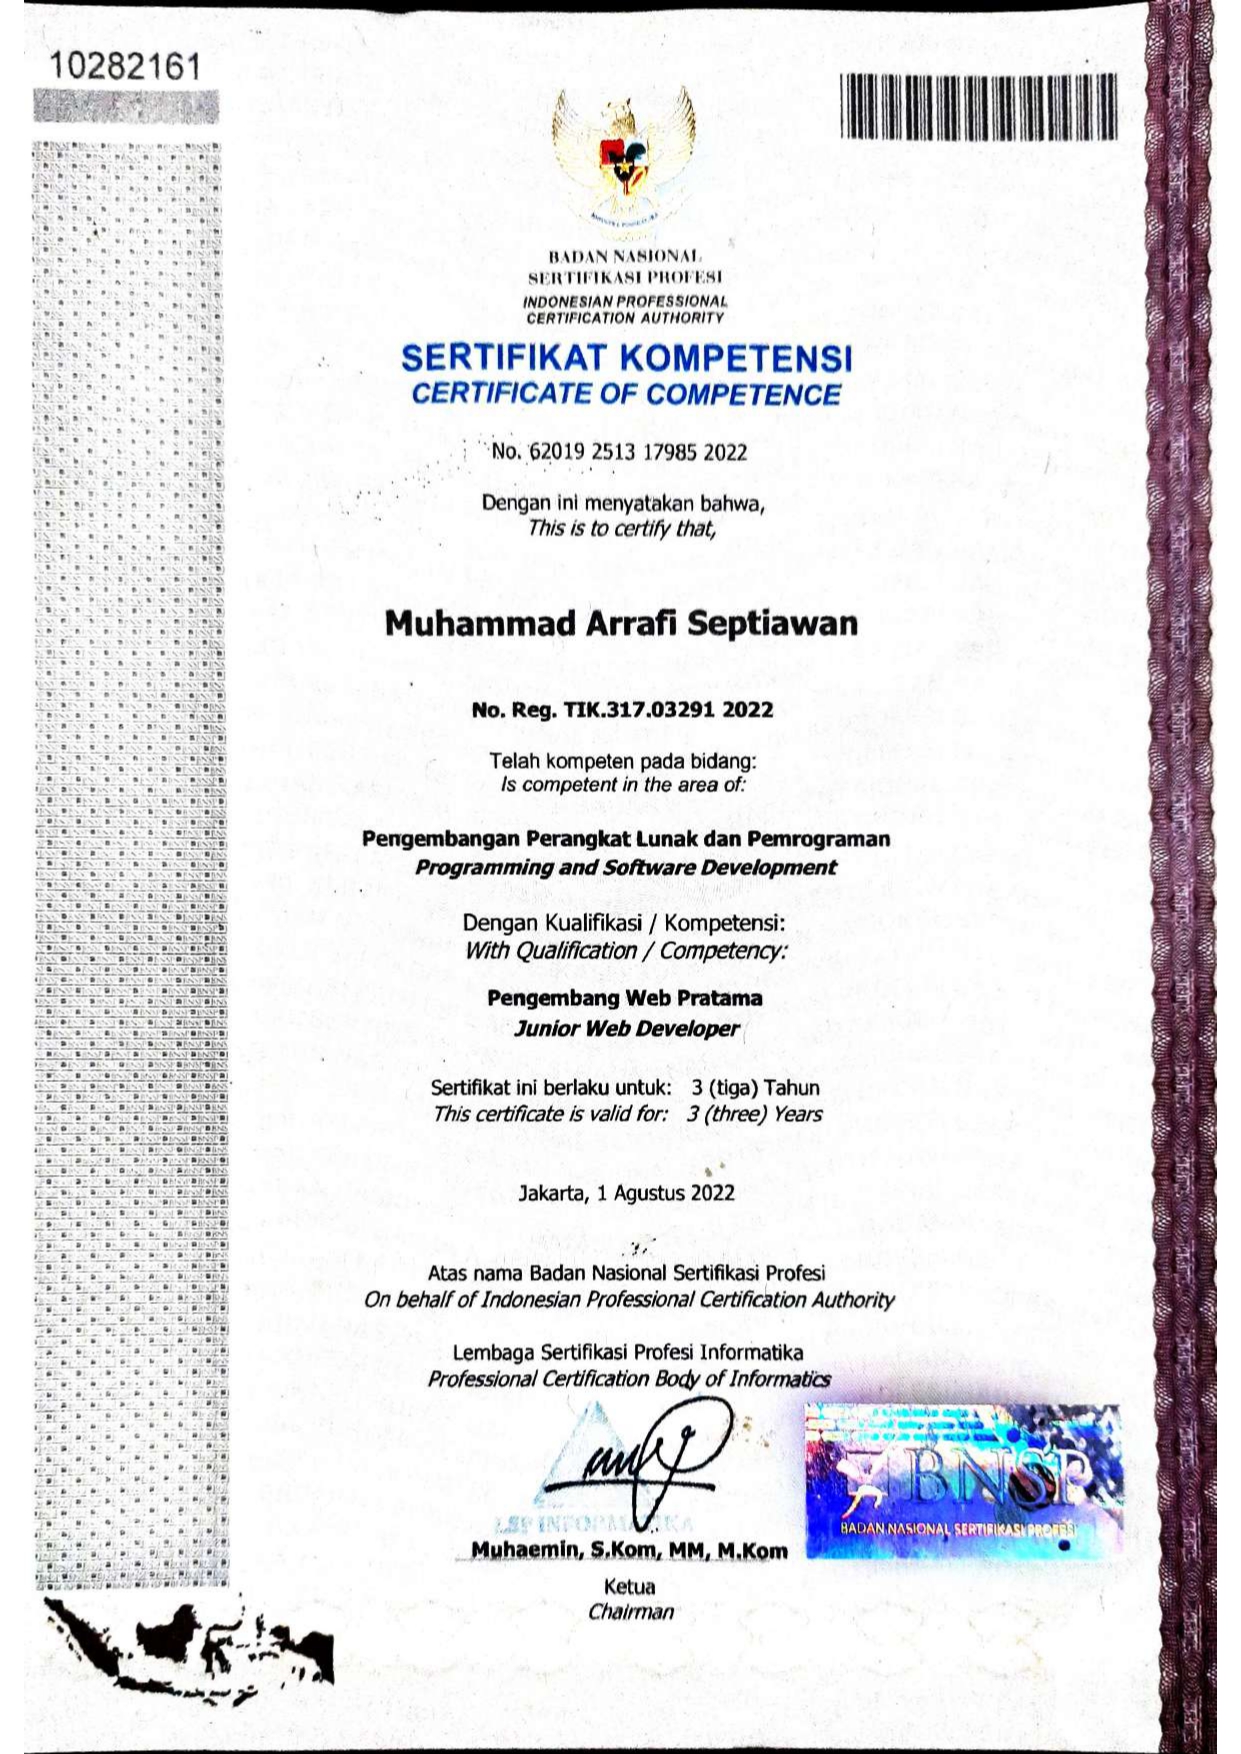 10282161
BADAN NASIONAL
SERTIFIKASI PROFESI
INDONESIAN PROFESSIONAL
CERTIFICATION AUTHORITY
SERTIFIKAT KOMPETENSI
CERTIFICATE OF COMPETENCE
No. 62019 2513 17985 2022
Dengan ini menyatakan bahwa,
This is to certify that,
Muhammad Arrafi Septiawan
No. Reg. TIK.317.03291 2022
Telah kompeten pada bidang:
Is competent in the area of:
Pengembangan Perangkat Lunak dan Pemrograman
Programming and Software Development
Dengan Kualifikasi / Kompetensi:
With Qualification / Competency:
Pengembang Web Pratama
Junior Web Developer
Sertifikat ini berlaku untuk: 3 (tiga) Tahun
This certificate is valid for: 3 (three) Years
Jakarta, 1 Agustus 2022
Atas nama Badan Nasional Sertifikasi Profesi
On behalf of Indonesian Professional Certification Authority
Lembaga Sertifikasi Profesi Informatika
Professional Certification Body of Informatics
BNSP
BADAN NASIONAL SERTIFIKASI PROFESI
LSP INFORMATIKA
Muhaemin, S.Kom, MM, M.Kom
Ketua
Chairman